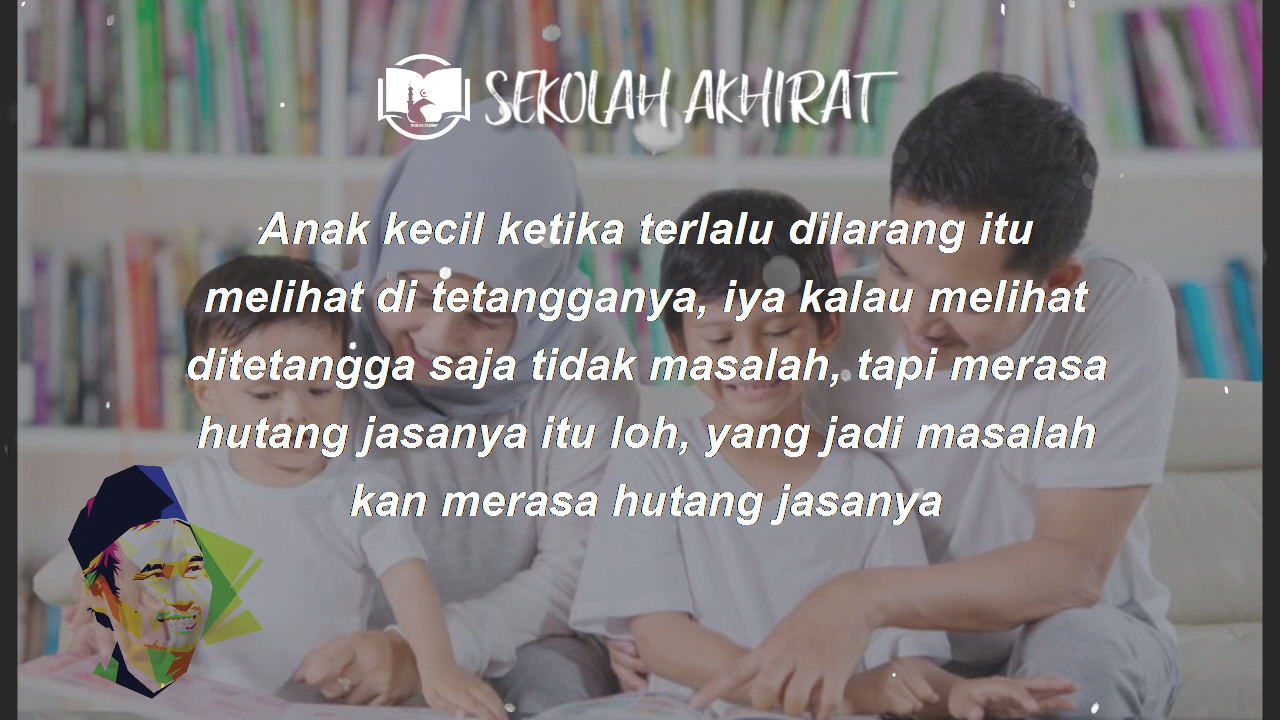 SEKOLAH AKHIRAT
Anak kecil ketika terlalu dilarang itu
melihat di tetangganya, iya kalau melihat
ditetangga saja tidak masalah, tapi merasa
hutang jasanya itu loh, yang jadi masalah
kan merasa hutang jasanya